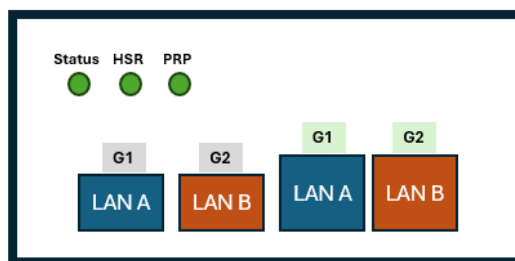 Status HSR PRP
G1 G2 G1 G2
LAN A LAN B LAN A LAN B